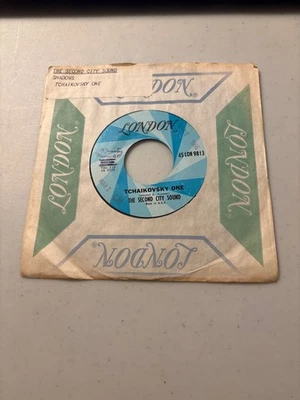 THE SECOND CITY SOUND
SHADOWS
TCHAIKOVSKY ONE
LONDON
LONDON
LONDON
LONDON
LONDON
45 LON 9813
TCHAIKOVSKY ONE
THE SECOND CITY SOUND